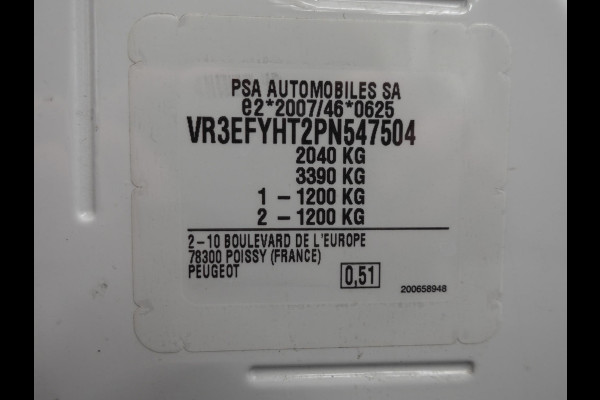 PSA AUTOMOBILES SA
e2*2007/46*0625
VR3EFYHT2PN547504
2040 KG
3390 KG
1 – 1200 KG
2 – 1200 KG
2–10 BOULEVARD DE L'EUROPE
78300 POISSY (FRANCE)
PEUGEOT
0,51
200658948